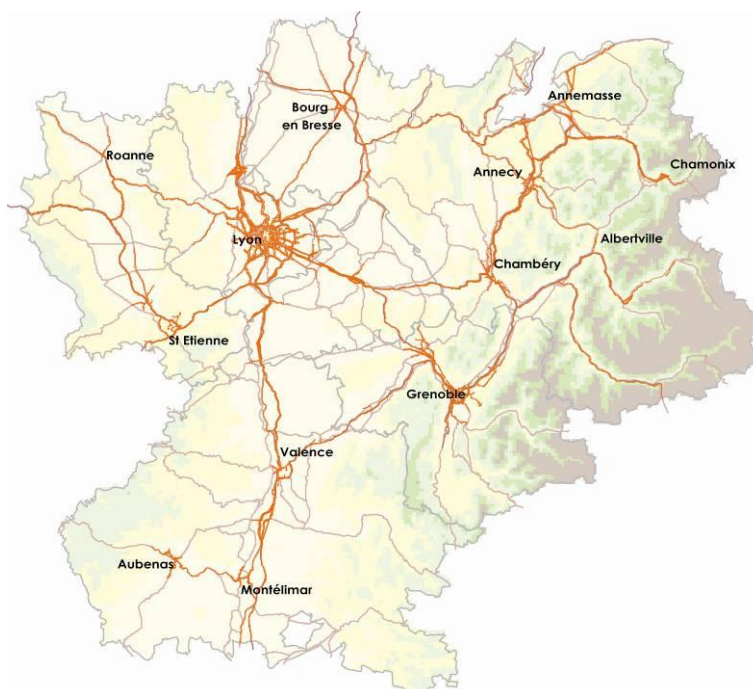 Annemasse
Bourg
en Bresse
Roanne
Chamonix
Annecy
Lyon
Albertville
Chambéry
St Etienne
Grenoble
Valence
Aubenas
Montélimar